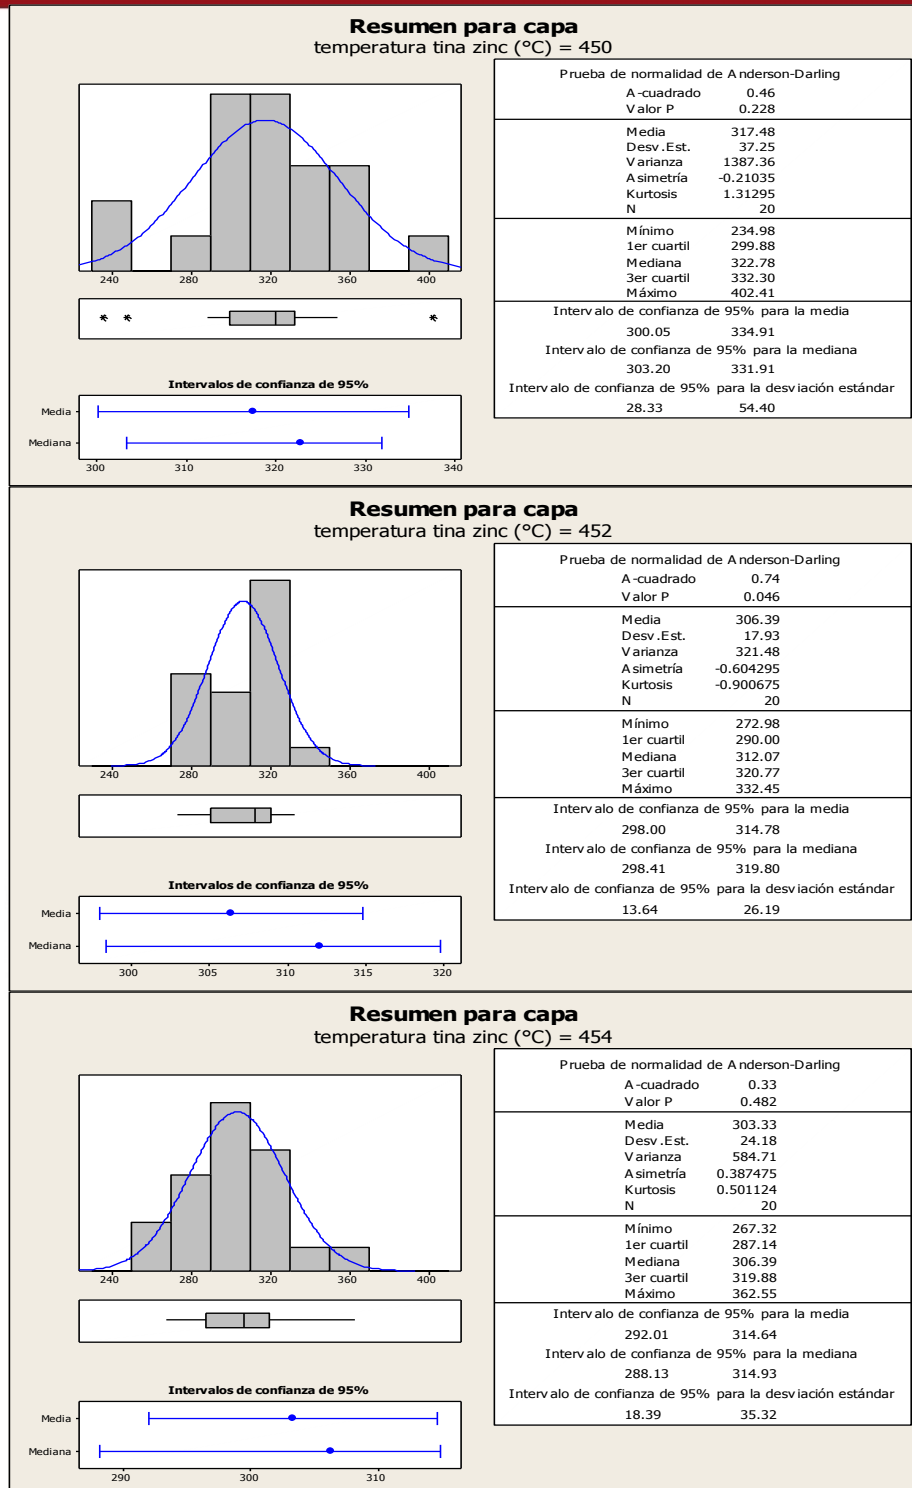 Resumen para capa
temperatura tina zinc (°C) = 450
240 280 320 360 400
Intervalos de confianza de 95%
Media
Mediana
300 310 320 330 340
Prueba de normalidad de Anderson-Darling
A-cuadrado 0.46
Valor P 0.228
Media 317.48
Desv.Est. 37.25
Varianza 1387.36
Asimetría -0.21035
Kurtosis 1.31295
N 20
Mínimo 234.98
1er cuartil 299.88
Mediana 322.78
3er cuartil 332.30
Máximo 402.41
Intervalo de confianza de 95% para la media
300.05 334.91
Intervalo de confianza de 95% para la mediana
303.20 331.91
Intervalo de confianza de 95% para la desviación estándar
28.33 54.40
Resumen para capa
temperatura tina zinc (°C) = 452
240 280 320 360 400
Intervalos de confianza de 95%
Media
Mediana
300 305 310 315 320
Prueba de normalidad de Anderson-Darling
A-cuadrado 0.74
Valor P 0.046
Media 306.39
Desv.Est. 17.93
Varianza 321.48
Asimetría -0.604295
Kurtosis -0.900675
N 20
Mínimo 272.98
1er cuartil 290.00
Mediana 312.07
3er cuartil 320.77
Máximo 332.45
Intervalo de confianza de 95% para la media
298.00 314.78
Intervalo de confianza de 95% para la mediana
298.41 319.80
Intervalo de confianza de 95% para la desviación estándar
13.64 26.19
Resumen para capa
temperatura tina zinc (°C) = 454
240 280 320 360 400
Intervalos de confianza de 95%
Media
Mediana
290 300 310
Prueba de normalidad de Anderson-Darling
A-cuadrado 0.33
Valor P 0.482
Media 303.33
Desv.Est. 24.18
Varianza 584.71
Asimetría 0.387475
Kurtosis 0.501124
N 20
Mínimo 267.32
1er cuartil 287.14
Mediana 306.39
3er cuartil 319.88
Máximo 362.55
Intervalo de confianza de 95% para la media
292.01 314.64
Intervalo de confianza de 95% para la mediana
288.13 314.93
Intervalo de confianza de 95% para la desviación estándar
18.39 35.32